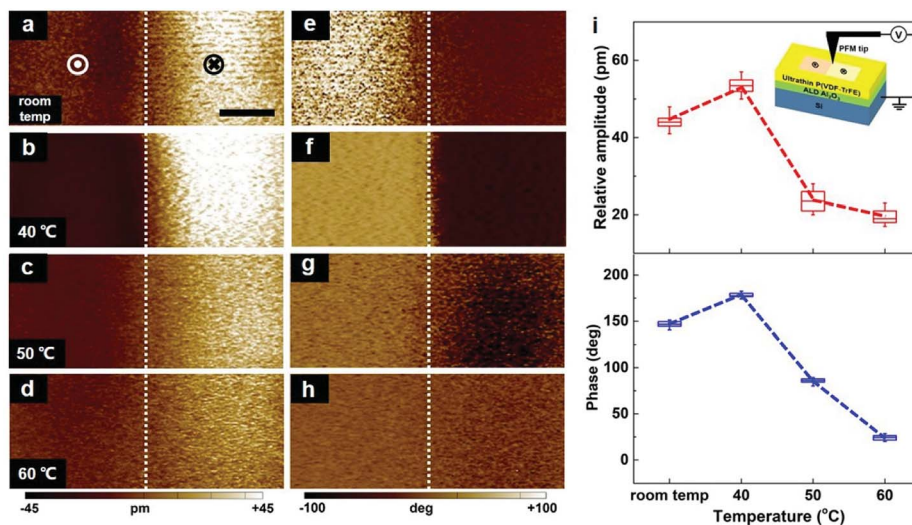 a
e
room
temp
b
f
40 ℃
c
g
50 ℃
d
h
60 ℃
-45 pm +45
-100 deg +100
i
Relative amplitude (pm)
60
40
20
V
PFM tip
Ultrathin P(VDF-TrFE)
ALD Al₂O₃
Si
Phase (deg)
200
150
100
50
0
room temp 40 50 60
Temperature (°C)